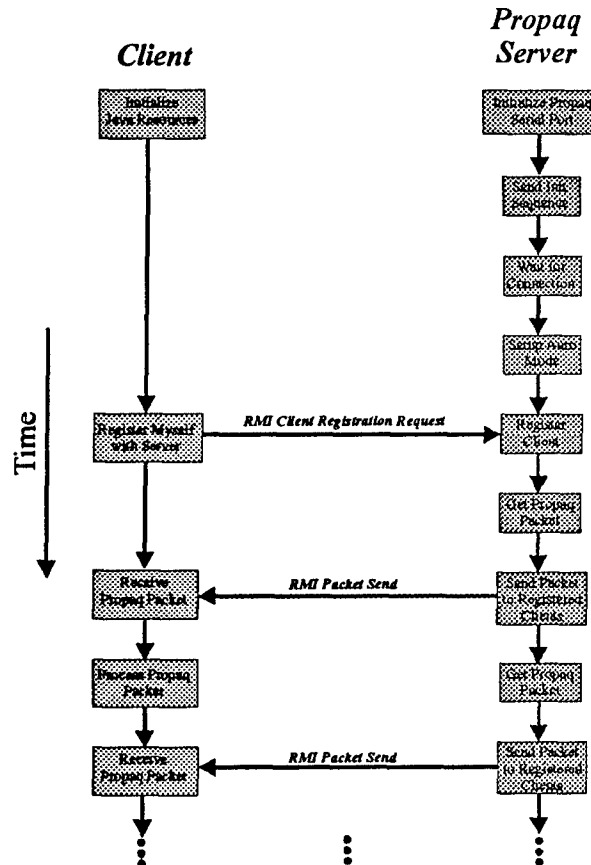 Client
Propaq
Server
Initialize
Java Resources
Initialize Propaq
Serial Port
Send Init
Sequence
Wait for
Connection
Setup Auto
Mode
Time
Register Myself
with Server
RMI Client Registration Request
Register
Client
Get Propaq
Packet
Receive
Propaq Packet
RMI Packet Send
Send Packet
to Registered
Clients
Process Propaq
Packet
Get Propaq
Packet
Receive
Propaq Packet
RMI Packet Send
Send Packet
to Registered
Clients